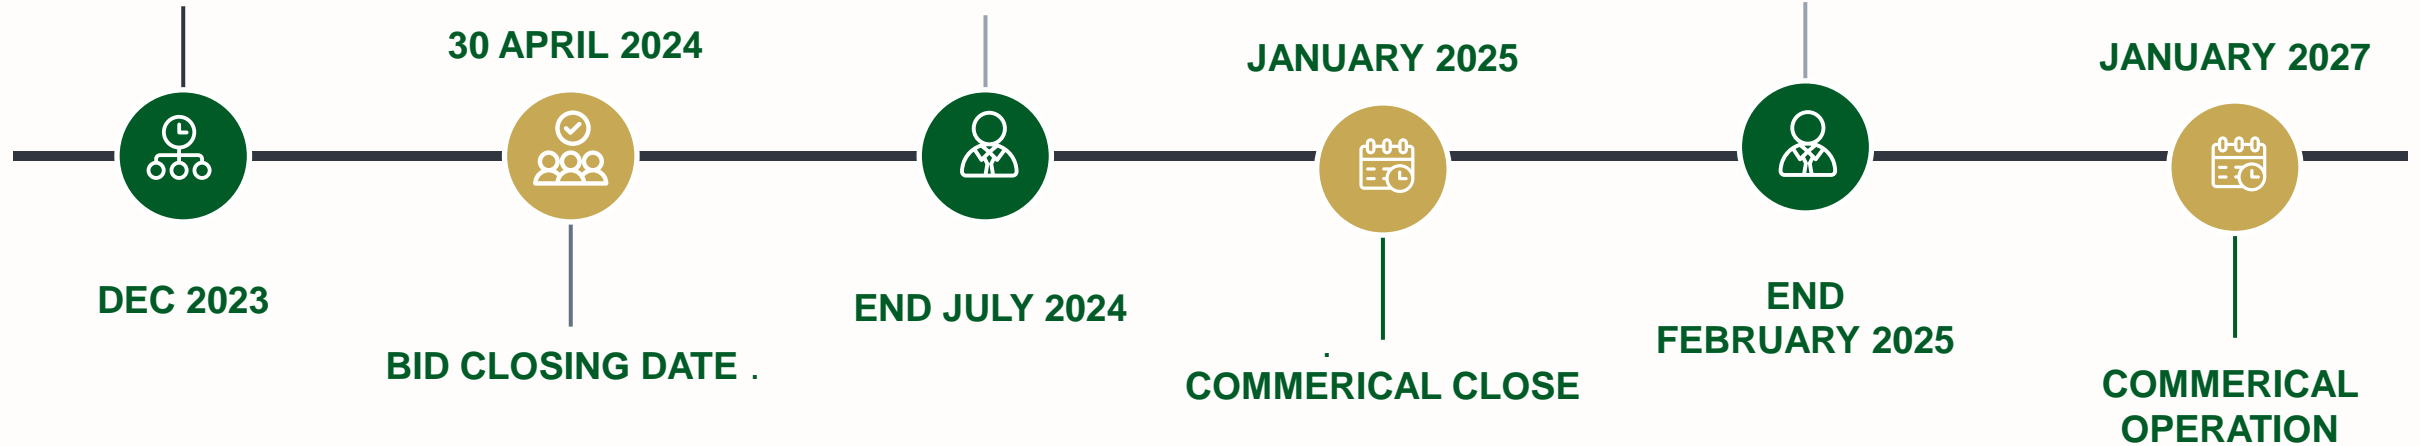 DEC 2023
30 APRIL 2024
BID CLOSING DATE .
END JULY 2024
JANUARY 2025
.
COMMERICAL CLOSE
END
FEBRUARY 2025
JANUARY 2027
COMMERICAL
OPERATION